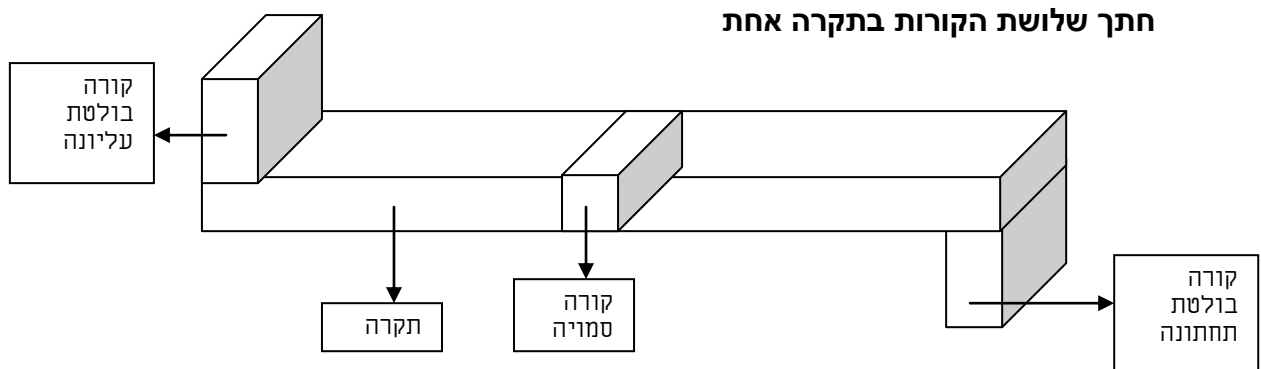 חתך שלושת הקורות בתקרה אחת
קורה
בולטת
עליונה
תקרה
קורה
סמויה
קורה
בולטת
תחתונה